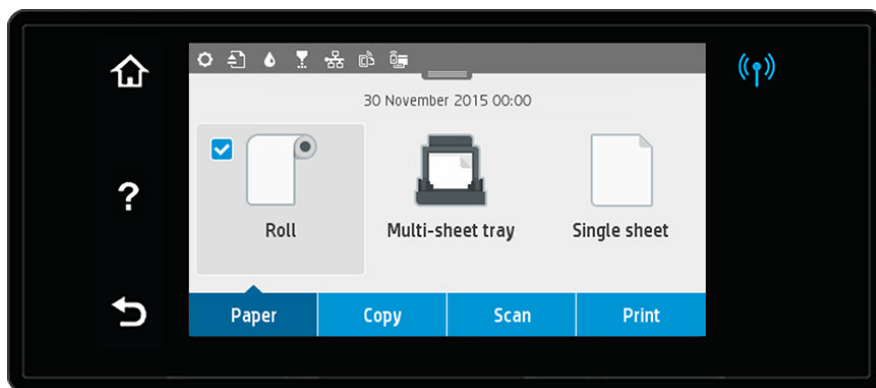 30 November 2015 00:00
Roll
Multi-sheet tray
Single sheet
Paper
Copy
Scan
Print